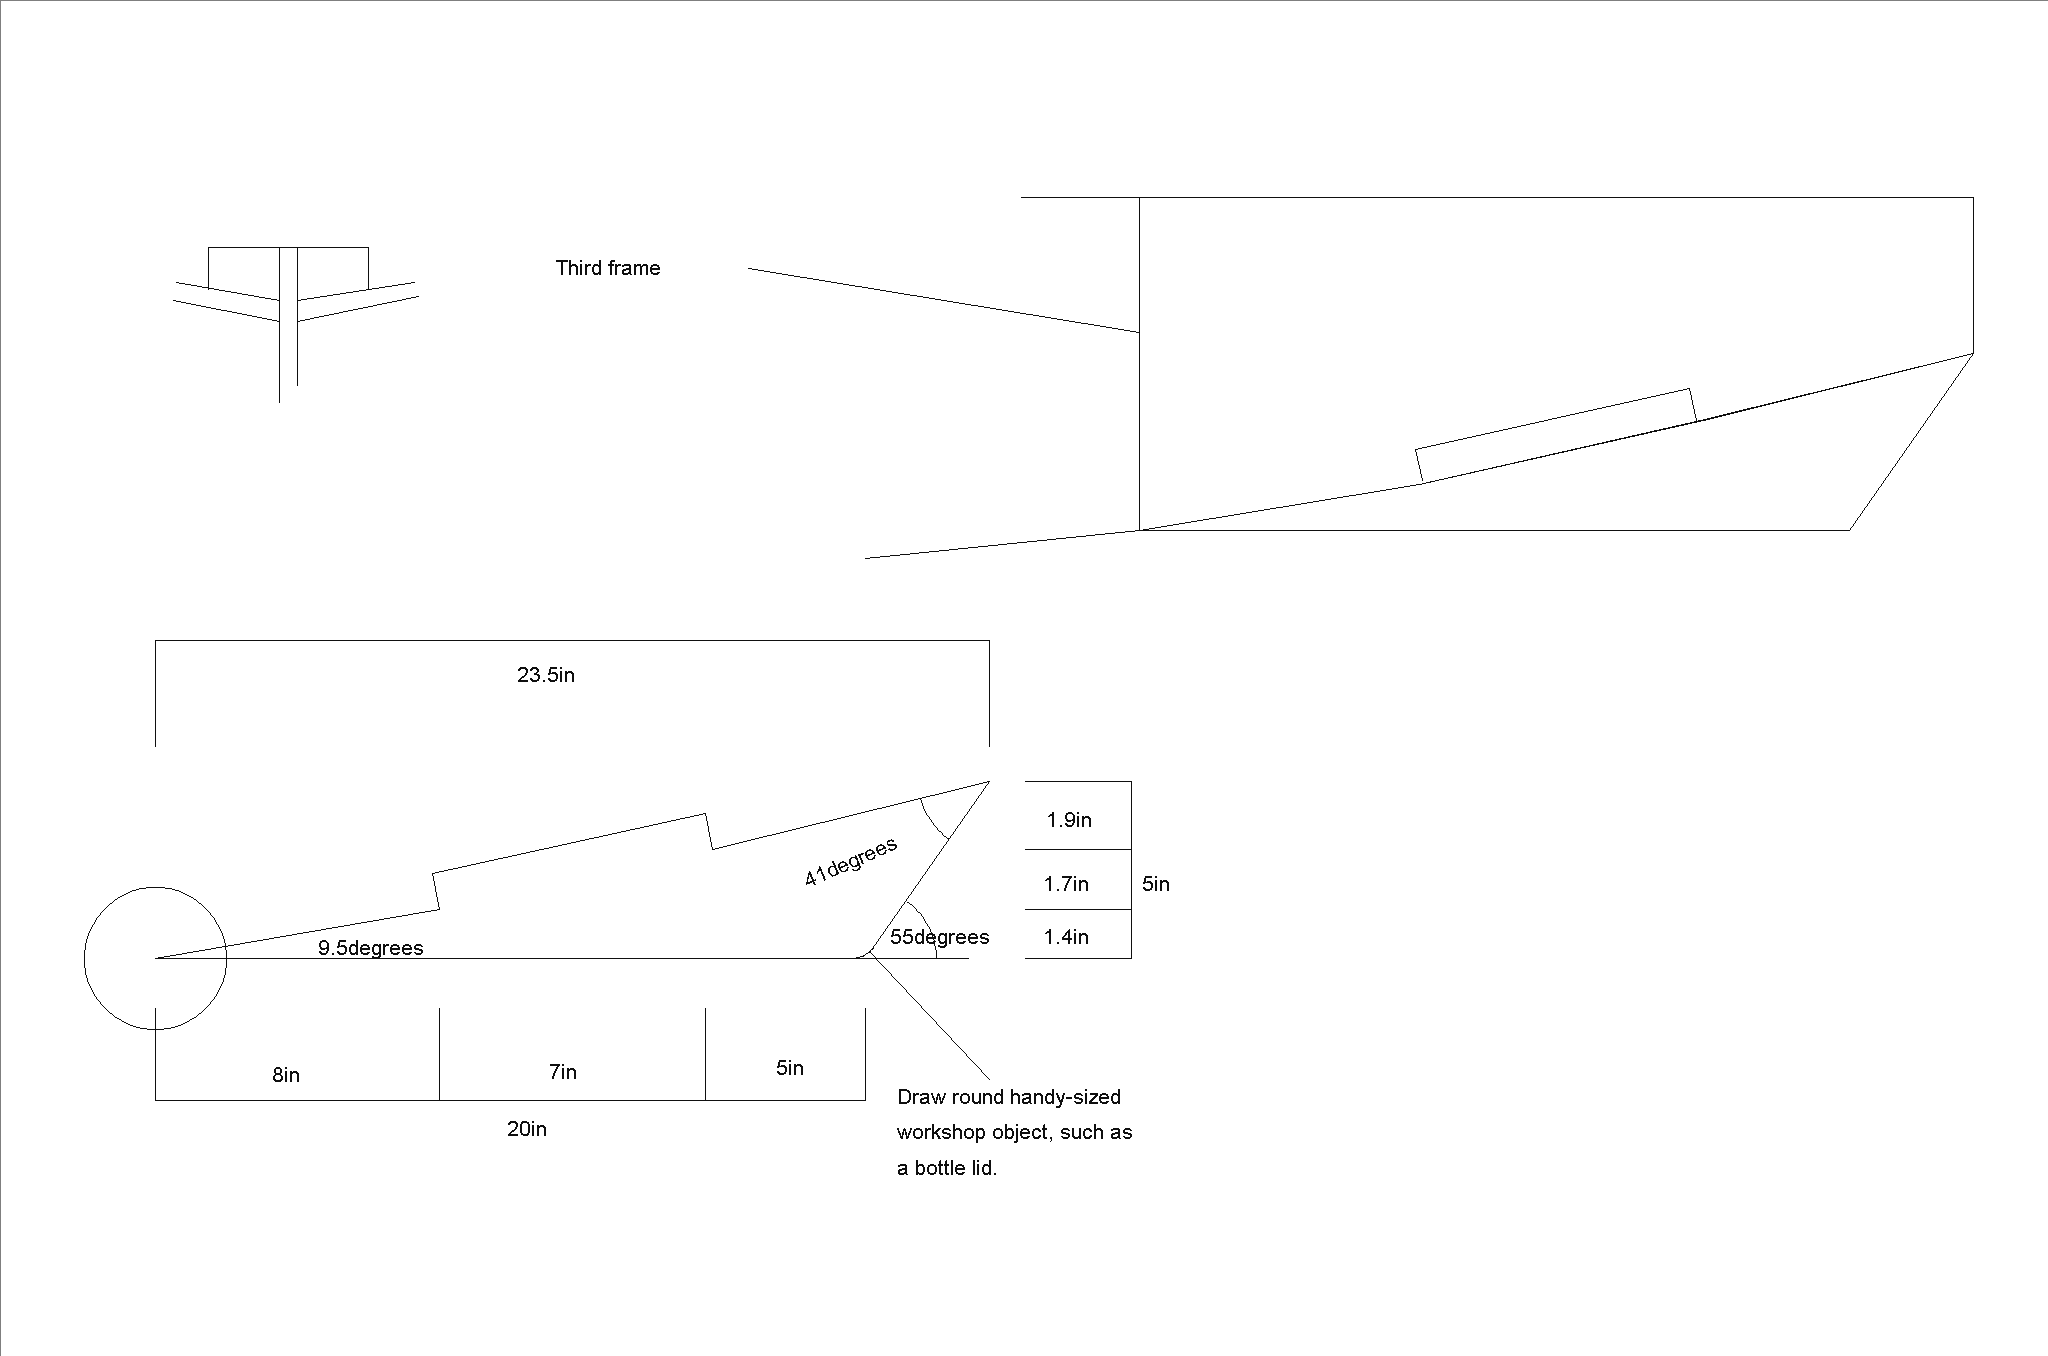 Third frame
23.5in
1.9in
41degrees
1.7in
5in
55degrees
1.4in
9.5degrees
8in
7in
5in
20in
Draw round handy-sized
workshop object, such as
a bottle lid.